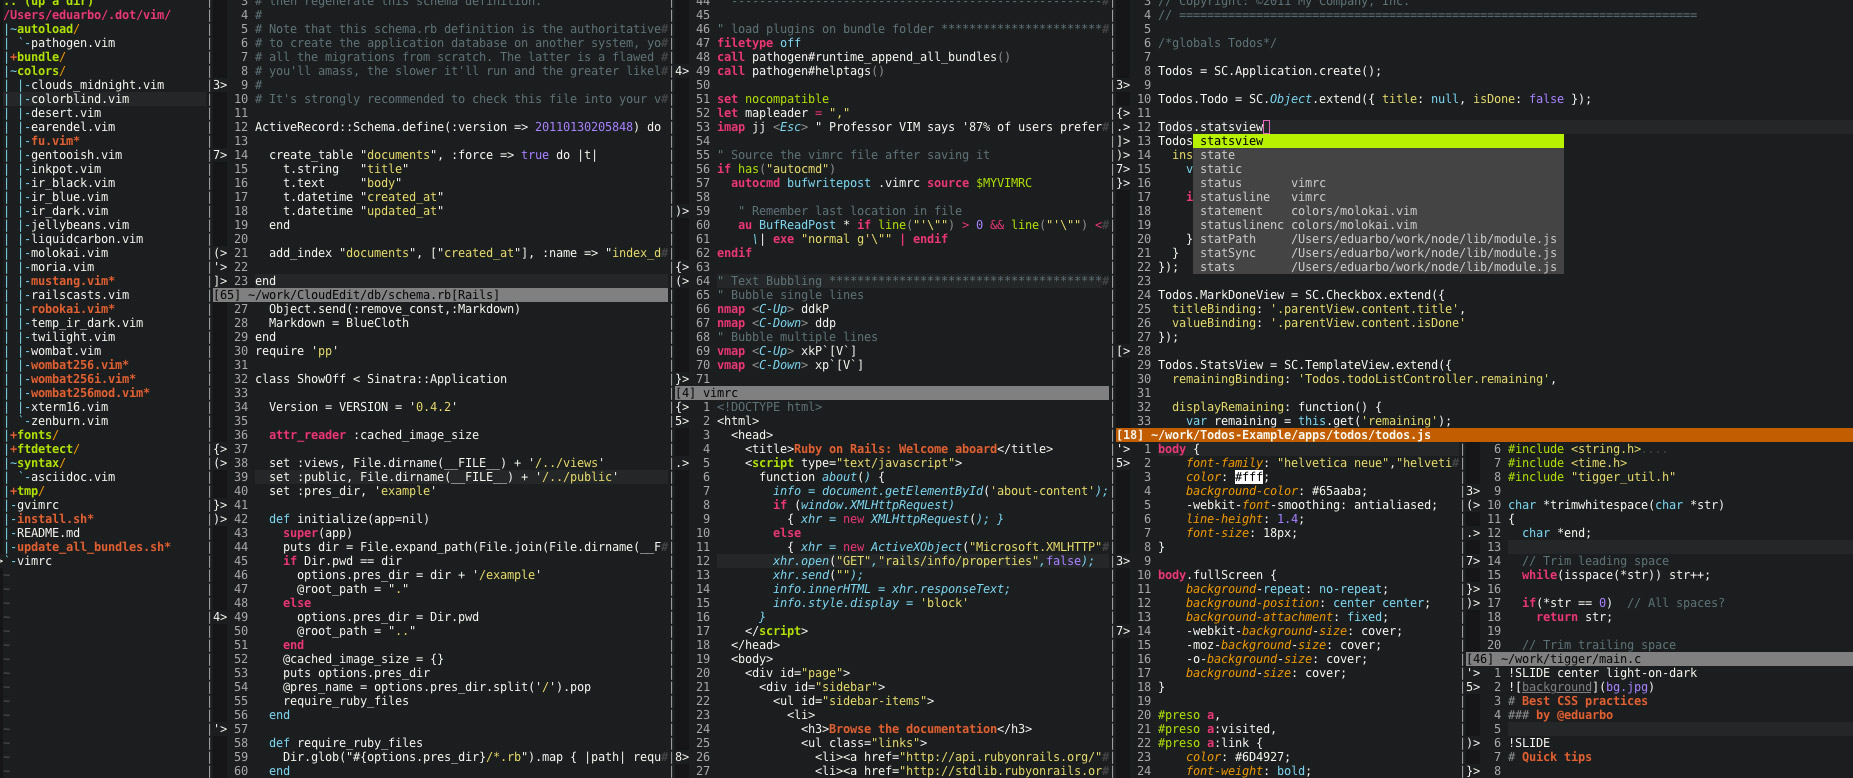 .. (up a dir)
/Users/eduarbo/.dot/vim/
|~autoload/
| `-pathogen.vim
|+bundle/
|~colors/
| |-clouds_midnight.vim
| |-colorblind.vim
| |-desert.vim
| |-earendel.vim
| |-fu.vim*
| |-gentooish.vim
| |-inkpot.vim
| |-ir_black.vim
| |-ir_blue.vim
| |-ir_dark.vim
| |-jellybeans.vim
| |-liquidcarbon.vim
| |-molokai.vim
| |-moria.vim
| |-mustang.vim*
| |-railscasts.vim
| |-robokai.vim*
| |-temp_ir_dark.vim
| |-twilight.vim
| |-wombat.vim
| |-wombat256.vim*
| |-wombat256i.vim*
| |-wombat256mod.vim*
| |-xterm16.vim
| `-zenburn.vim
|+fonts/
|+ftdetect/
|~syntax/
| `-asciidoc.vim
|+tmp/
|-gvimrc
|-install.sh*
|-README.md
|-update_all_bundles.sh*
`-vimrc
3 # then regenerate this schema definition.
4 #
5 # Note that this schema.rb definition is the authoritative#
6 # to create the application database on another system, yo#
7 # all the migrations from scratch. The latter is a flawed #
8 # you'll amass, the slower it'll run and the greater likel#
3> 9 #
10 # It's strongly recommended to check this file into your v#
11
12 ActiveRecord::Schema.define(:version => 20110130205848) do
13
7> 14 create_table "documents", :force => true do |t|
15 t.string "title"
16 t.text "body"
17 t.datetime "created_at"
18 t.datetime "updated_at"
19 end
20
(> 21 add_index "documents", ["created_at"], :name => "index_d#
'> 22
]> 23 end
[65] ~/work/CloudEdit/db/schema.rb[Rails]
27 Object.send(:remove_const,:Markdown)
28 Markdown = BlueCloth
29 end
30 require 'pp'
31
32 class ShowOff < Sinatra::Application
33
34 Version = VERSION = '0.4.2'
35
36 attr_reader :cached_image_size
{> 37
(> 38 set :views, File.dirname(__FILE__) + '/../views'
39 set :public, File.dirname(__FILE__) + '/../public'
40 set :pres_dir, 'example'
}> 41
)> 42 def initialize(app=nil)
43 super(app)
44 puts dir = File.expand_path(File.join(File.dirname(__F#
45 if Dir.pwd == dir
46 options.pres_dir = dir + '/example'
47 @root_path = "."
48 else
4> 49 options.pres_dir = Dir.pwd
50 @root_path = ".."
51 end
52 @cached_image_size = {}
53 puts options.pres_dir
54 @pres_name = options.pres_dir.split('/').pop
55 require_ruby_files
56 end
'> 57
58 def require_ruby_files
59 Dir.glob("#{options.pres_dir}/*.rb").map { |path| requ#
60 end
44 " -----------------------------------------------------#
45
46 " load plugins on bundle folder ***********************#
47 filetype off
48 call pathogen#runtime_append_all_bundles()
4> 49 call pathogen#helptags()
50
51 set nocompatible
52 let mapleader = ","
53 imap jj <Esc> " Professor VIM says '87% of users prefer#
54
55 " Source the vimrc file after saving it
56 if has("autocmd")
57 autocmd bufwritepost .vimrc source $MYVIMRC
58
)> 59 " Remember last location in file
60 au BufReadPost * if line("'\"") > 0 && line("'\"") <#
61 \| exe "normal g'\"" | endif
62 endif
{> 63
(> 64 " Text Bubbling ***************************************#
65 " Bubble single lines
66 nmap <C-Up> ddkP
67 nmap <C-Down> ddp
68 " Bubble multiple lines
69 vmap <C-Up> xkP`[V`]
70 vmap <C-Down> xp`[V`]
}> 71
[4] vimrc
{> 1 <!DOCTYPE html>
5> 2 <html>
3 <head>
4 <title>Ruby on Rails: Welcome aboard</title>
.> 5 <script type="text/javascript">
6 function about() {
7 info = document.getElementById('about-content');
8 if (window.XMLHttpRequest)
9 { xhr = new XMLHttpRequest(); }
10 else
11 { xhr = new ActiveXObject("Microsoft.XMLHTTP"#
12 xhr.open("GET","rails/info/properties",false);
13 xhr.send("");
14 info.innerHTML = xhr.responseText;
15 info.style.display = 'block'
16 }
17 </script>
18 </head>
19 <body>
20 <div id="page">
21 <div id="sidebar">
22 <ul id="sidebar-items">
23 <li>
24 <h3>Browse the documentation</h3>
25 <ul class="links">
8> 26 <li><a href="http://api.rubyonrails.org/"#
27 <li><a href="http://stdlib.rubyonrails.or#
3 // Copyright: ©2011 My Company, Inc.
4 // ==========================================================================
5
6 /*globals Todos*/
7
8 Todos = SC.Application.create();
3> 9
10 Todos.Todo = SC.Object.extend({ title: null, isDone: false });
{> 11
.> 12 Todos.statsview
]> 13 Todos statsview
)> 14 ins state
7> 15 v static
}> 16 status vimrc
17 i statusline vimrc
18 statement colors/molokai.vim
19 statuslinenc colors/molokai.vim
20 } statPath /Users/eduarbo/work/node/lib/module.js
21 } statSync /Users/eduarbo/work/node/lib/module.js
22 }); stats /Users/eduarbo/work/node/lib/module.js
23
24 Todos.MarkDoneView = SC.Checkbox.extend({
25 titleBinding: '.parentView.content.title',
26 valueBinding: '.parentView.content.isDone'
27 });
[> 28
29 Todos.StatsView = SC.TemplateView.extend({
30 remainingBinding: 'Todos.todoListController.remaining',
31
32 displayRemaining: function() {
33 var remaining = this.get('remaining');
[18] ~/work/Todos-Example/apps/todos/todos.js
'> 1 body {
5> 2 font-family: "helvetica neue","helveti#
3 color: #fff;
4 background-color: #65aaba;
5 -webkit-font-smoothing: antialiased;
6 line-height: 1.4;
7 font-size: 18px;
8 }
3> 9
10 body.fullScreen {
11 background-repeat: no-repeat;
12 background-position: center center;
13 background-attachment: fixed;
7> 14 -webkit-background-size: cover;
15 -moz-background-size: cover;
16 -o-background-size: cover;
17 background-size: cover;
18 }
19
20 #preso a,
21 #preso a:visited,
22 #preso a:link {
23 color: #6D4927;
24 font-weight: bold;
6 #include <string.h>....
7 #include <time.h>
8 #include "tigger_util.h"
3> 9
(> 10 char *trimwhitespace(char *str)
11 {
.> 12 char *end;
13
7> 14 // Trim leading space
15 while(isspace(*str)) str++;
}> 16
)> 17 if(*str == 0) // All spaces?
18 return str;
19
20 // Trim trailing space
[46] ~/work/tigger/main.c
'> 1 !SLIDE center light-on-dark
5> 2 ![background](bg.jpg)
3 # Best CSS practices
4 ### by @eduarbo
5
)> 6 !SLIDE
7 # Quick tips
}> 8